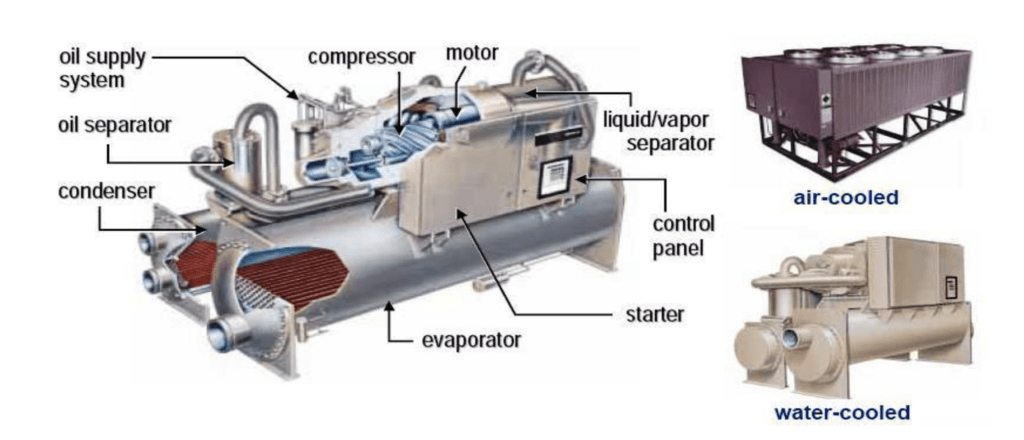 oil supply
system
compressor
motor
oil separator
liquid/vapor
separator
condenser
control
panel
starter
evaporator
air-cooled
water-cooled